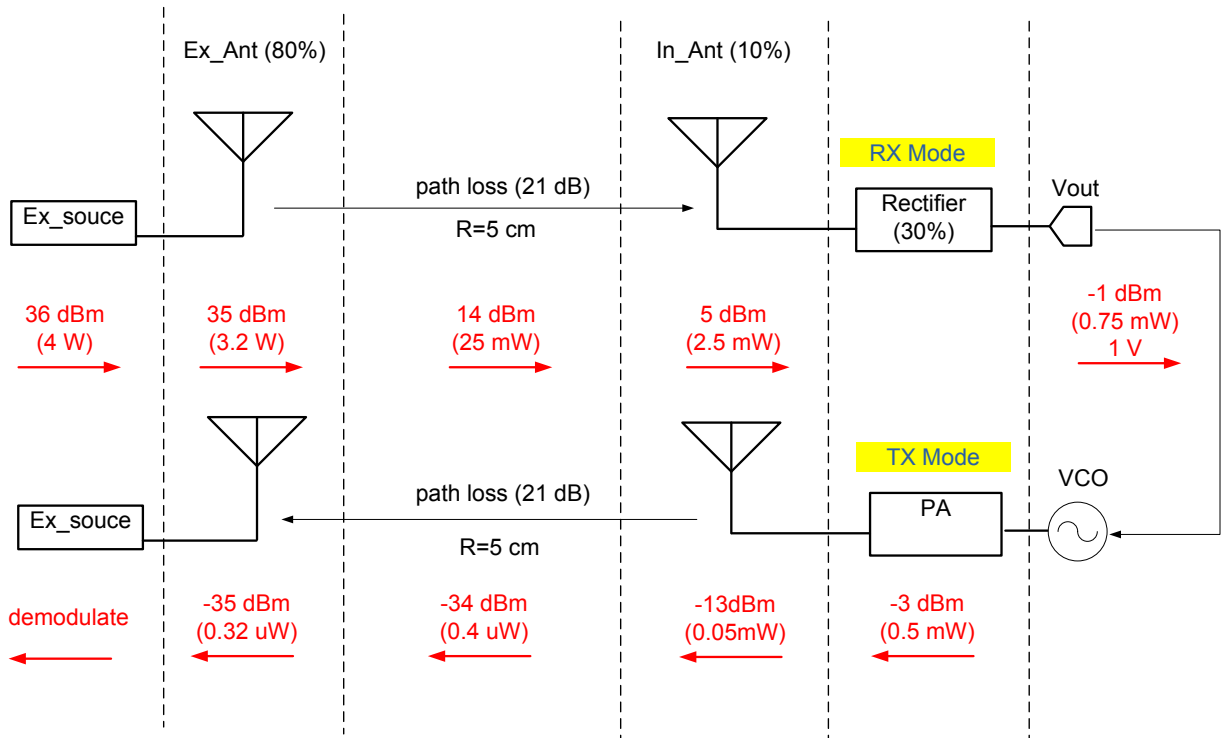 Ex_Ant (80%)
In_Ant (10%)
RX Mode
path loss (21 dB)
R=5 cm
Ex_souce
Rectifier
(30%)
Vout
36 dBm
(4 W)
35 dBm
(3.2 W)
14 dBm
(25 mW)
5 dBm
(2.5 mW)
-1 dBm
(0.75 mW)
1 V
TX Mode
path loss (21 dB)
R=5 cm
Ex_souce
PA
VCO
demodulate
-35 dBm
(0.32 uW)
-34 dBm
(0.4 uW)
-13dBm
(0.05mW)
-3 dBm
(0.5 mW)